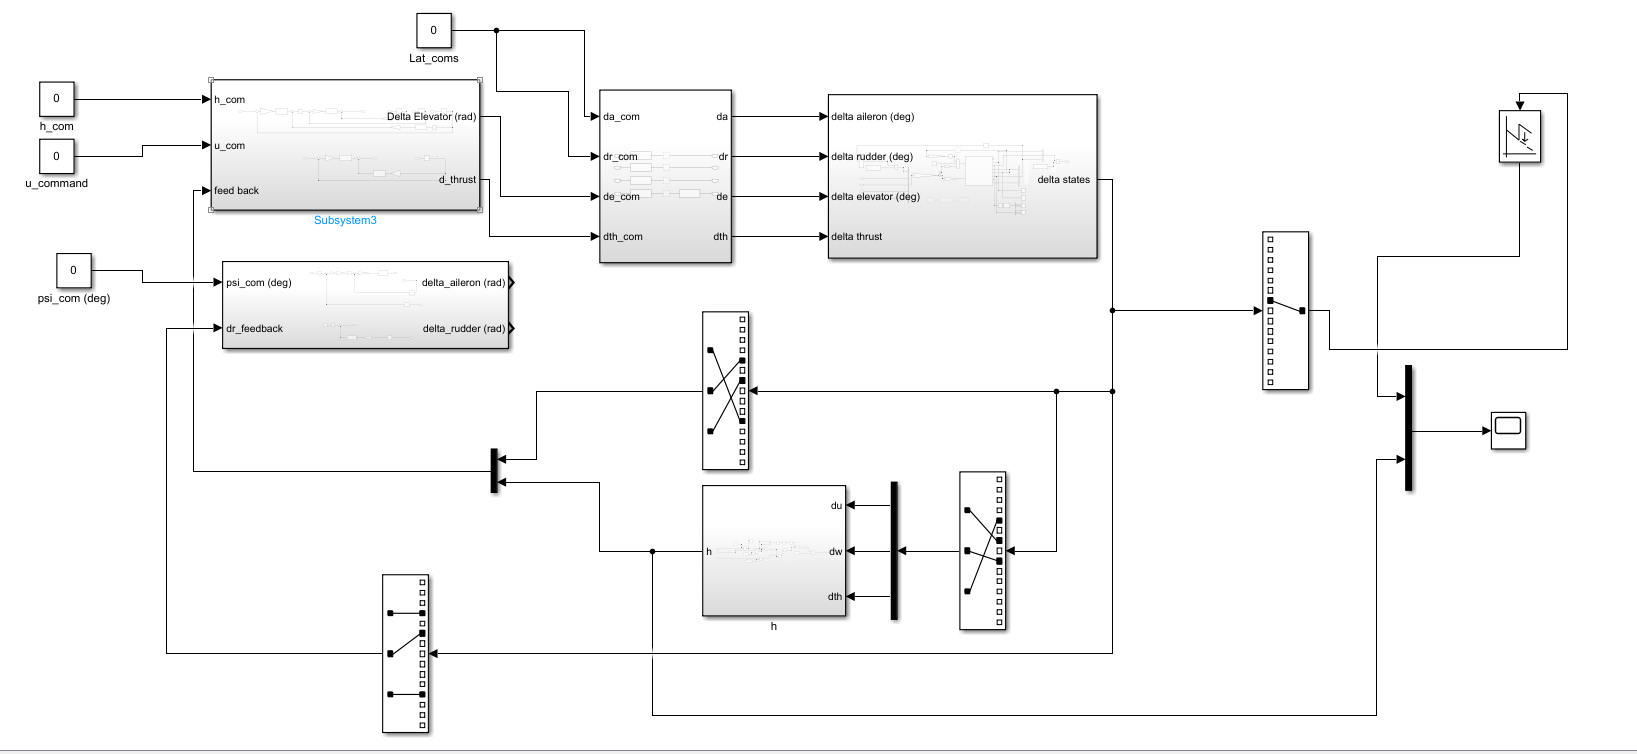 0
Lat_coms
0
h_com
0
u_command
h_com
u_com
feed back
Delta Elevator (rad)
d_thrust
Subsystem3
da_com
dr_com
de_com
dth_com
da
dr
de
dth
delta aileron (deg)
delta rudder (deg)
delta elevator (deg)
delta thrust
delta states
0
psi_com (deg)
psi_com (deg)
dr_feedback
delta_aileron (rad)
delta_rudder (rad)
h
du
dw
dth
h